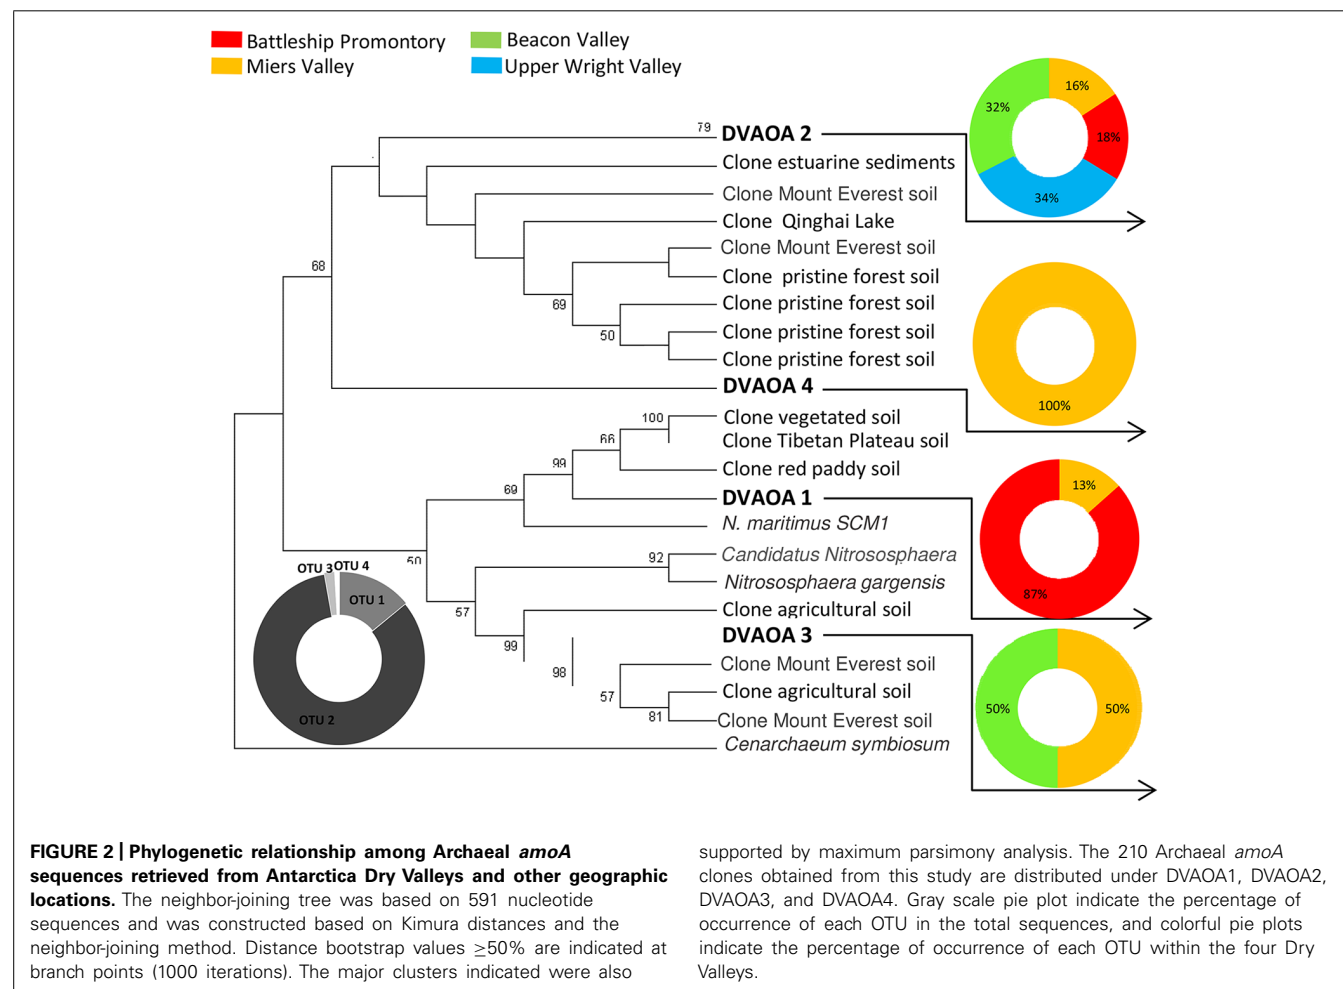 Battleship Promontory
Beacon Valley
Miers Valley
Upper Wright Valley
16%
32%
18%
34%
79
DVAOA 2
Clone estuarine sediments
Clone Mount Everest soil
Clone Qinghai Lake
Clone Mount Everest soil
68
Clone pristine forest soil
69
Clone pristine forest soil
50
Clone pristine forest soil
Clone pristine forest soil
DVAOA 4
100%
100
Clone vegetated soil
66
Clone Tibetan Plateau soil
99
Clone red paddy soil
69
DVAOA 1
13%
87%
N. maritimus SCM1
50
92
Candidatus Nitrososphaera
Nitrososphaera gargensis
57
Clone agricultural soil
99
DVAOA 3
98
Clone Mount Everest soil
57
Clone agricultural soil
81
Clone Mount Everest soil
50%
50%
Cenarchaeum symbiosum
OTU 3
OTU 4
OTU 1
OTU 2
FIGURE 2 | Phylogenetic relationship among Archaeal amoA
sequences retrieved from Antarctica Dry Valleys and other geographic
locations. The neighbor-joining tree was based on 591 nucleotide
sequences and was constructed based on Kimura distances and the
neighbor-joining method. Distance bootstrap values ≥50% are indicated at
branch points (1000 iterations). The major clusters indicated were also
supported by maximum parsimony analysis. The 210 Archaeal amoA
clones obtained from this study are distributed under DVAOA1, DVAOA2,
DVAOA3, and DVAOA4. Gray scale pie plot indicate the percentage of
occurrence of each OTU in the total sequences, and colorful pie plots
indicate the percentage of occurrence of each OTU within the four Dry
Valleys.